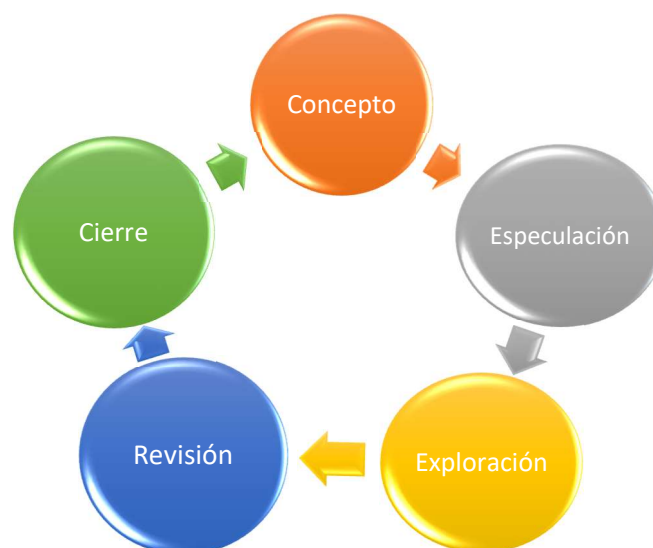 Concepto
Especulación
Exploración
Revisión
Cierre